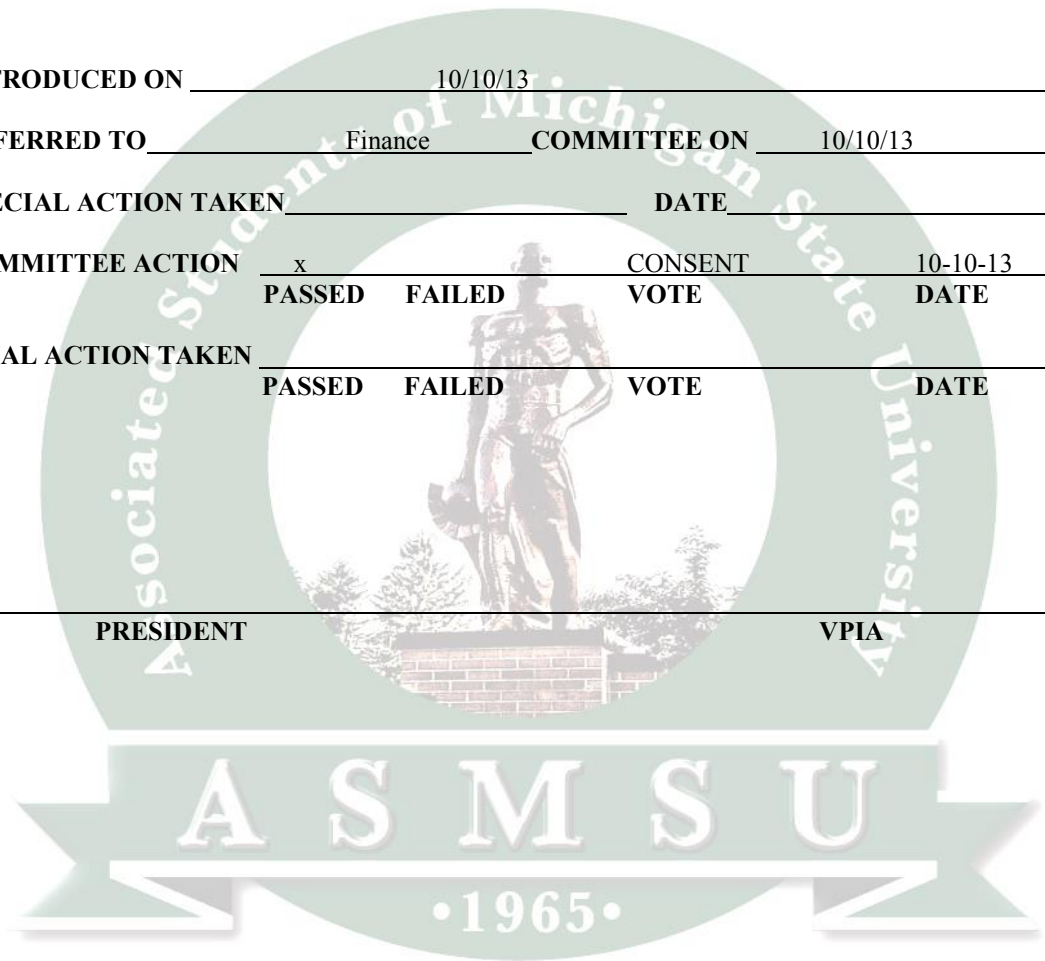 TRODUCED ON 10/10/13
FERRED TO Finance COMMITTEE ON 10/10/13
ECIAL ACTION TAKEN DATE
MMITTEE ACTION x CONSENT 10-10-13
PASSED FAILED VOTE DATE
AL ACTION TAKEN
PASSED FAILED VOTE DATE
PRESIDENT VPIA
Associated Students of Michigan State University
ASMSU
•1965•